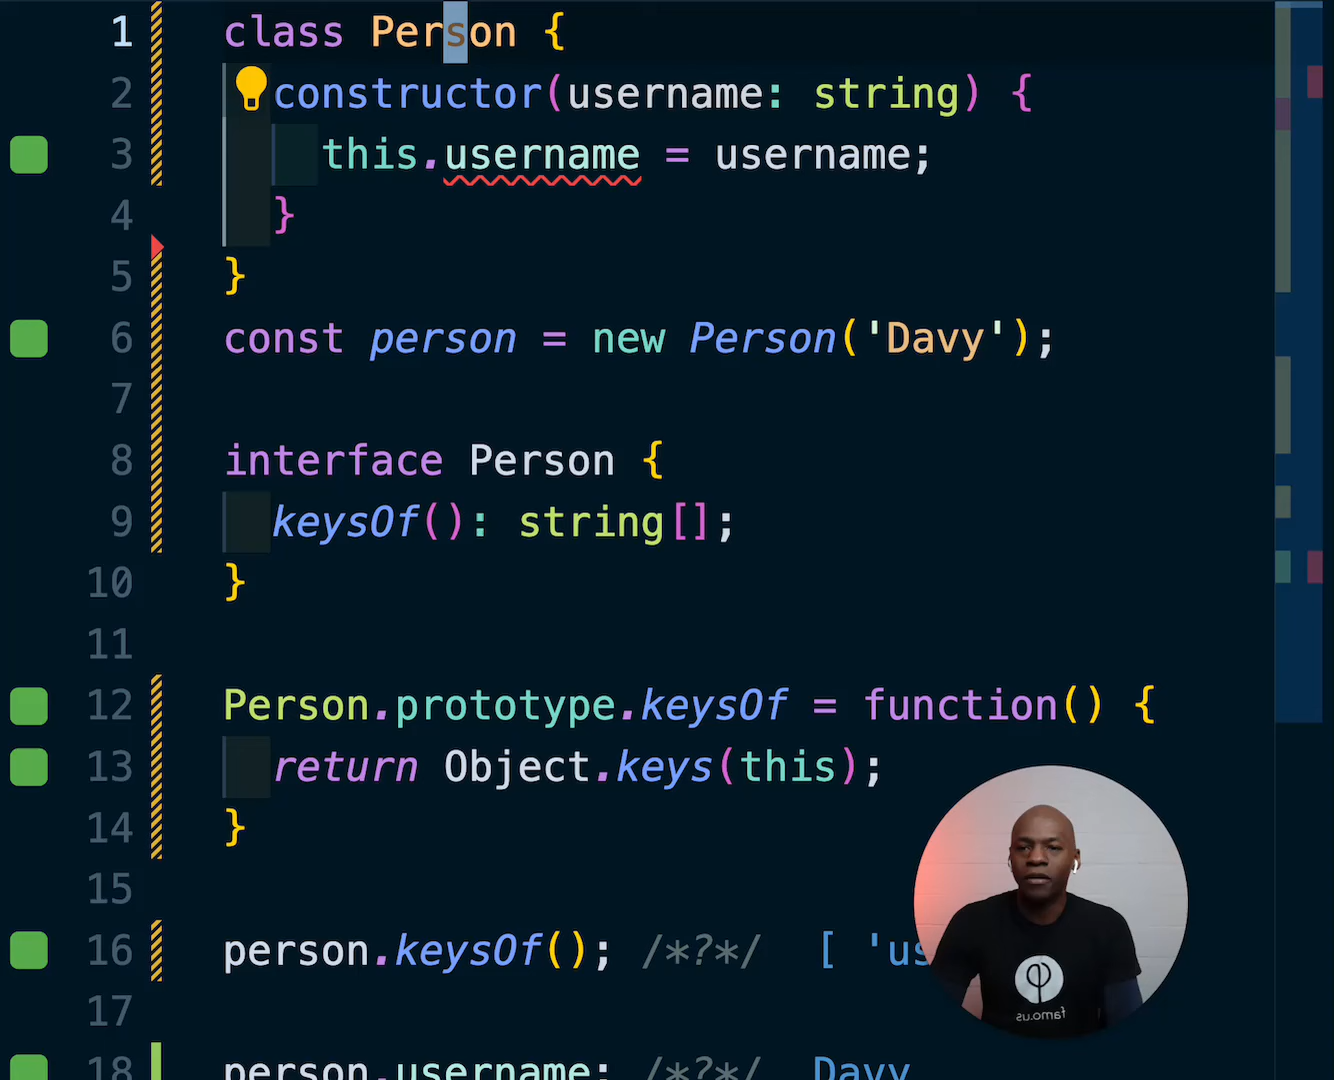 1 class Person {
2 constructor(username: string) {
3 this.username = username;
4 }
5 }
6 const person = new Person('Davy');
7
8 interface Person {
9 keysOf(): string[];
10 }
11
12 Person.prototype.keysOf = function() {
13 return Object.keys(this);
14 }
15
16 person.keysOf(); /*?*/ [ 'us
17
18 person.username; /*?*/ Davy
famo.us